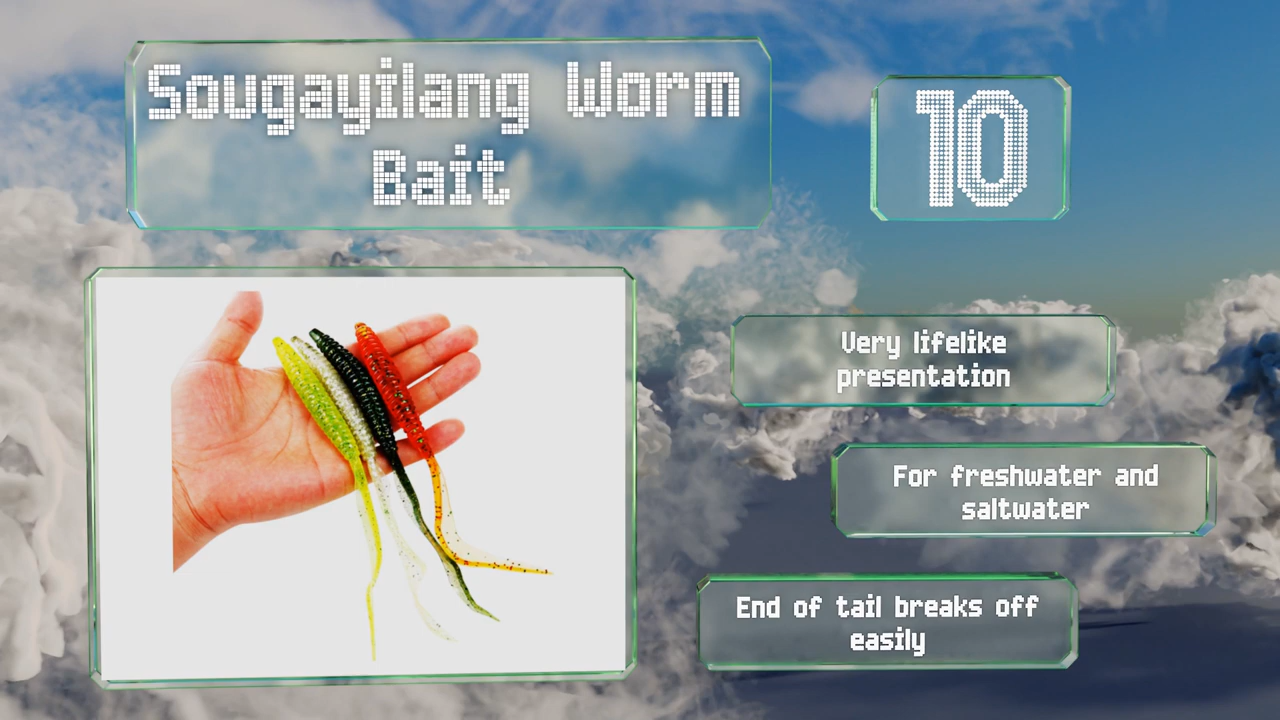 Sougayilang Worm
Bait
10
Very lifelike
presentation
For freshwater and
saltwater
End of tail breaks off
easily